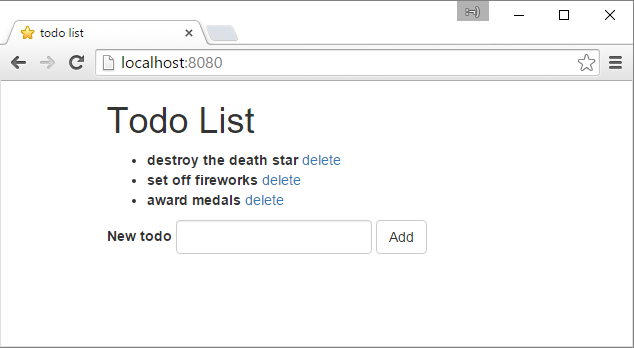 :-)
todo list
localhost:8080
Todo List
destroy the death star delete
set off fireworks delete
award medals delete
New todo Add